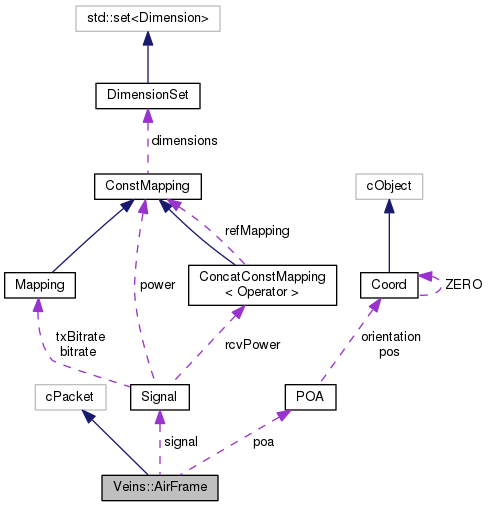 std::set<Dimension>
DimensionSet
dimensions
ConstMapping
cObject
refMapping
Mapping
power
ConcatConstMapping
< Operator >
Coord
ZERO
txBitrate
bitrate
rcvPower
orientation
pos
cPacket
Signal
POA
signal
poa
Veins::AirFrame